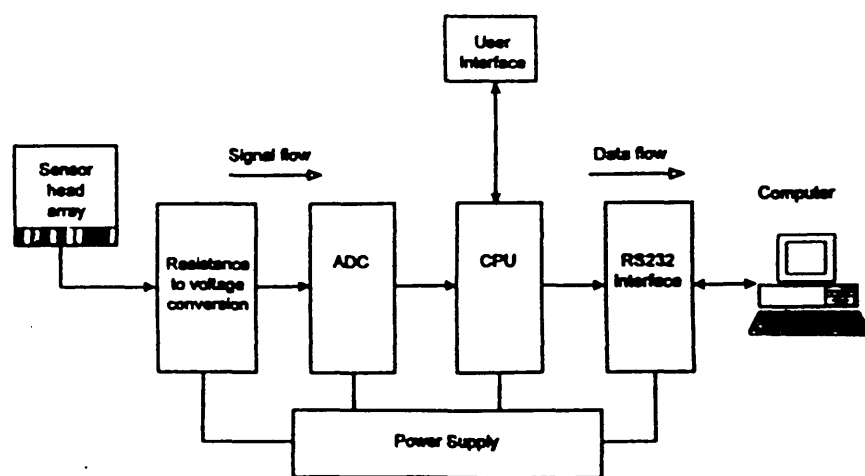 User
Interface
Signal flow
Data flow
Sensor
head
array
Computer
Resistance
to voltage
conversion
ADC
CPU
RS232
Interface
Power Supply